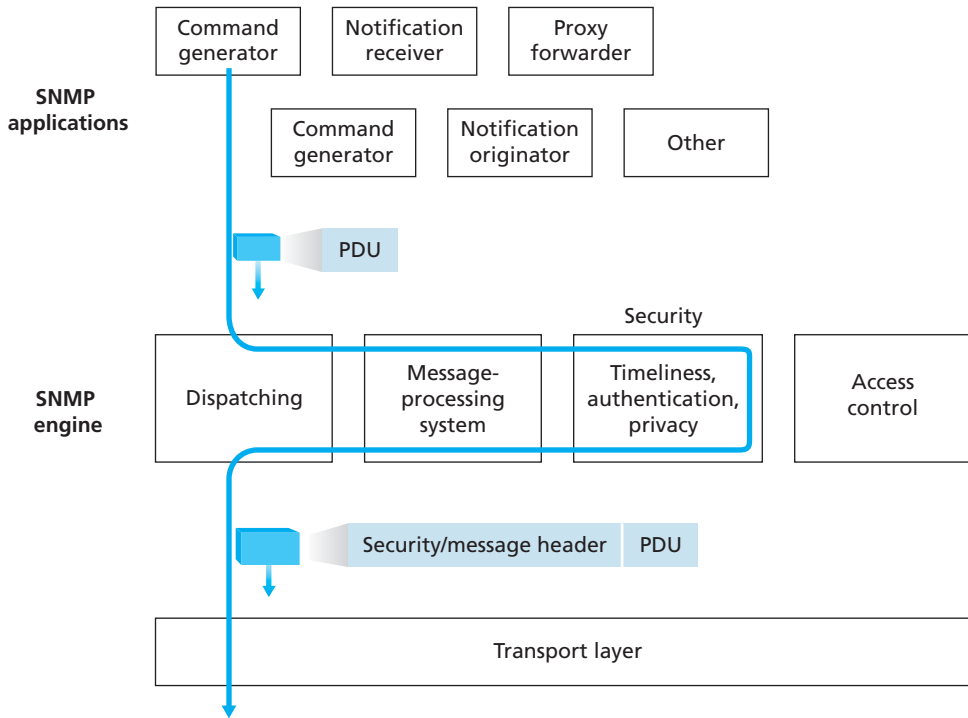 Command
generator
Notification
receiver
Proxy
forwarder
SNMP
applications
Command
generator
Notification
originator
Other
PDU
Security
SNMP
engine
Dispatching
Message-
processing
system
Timeliness,
authentication,
privacy
Access
control
Security/message header
PDU
Transport layer